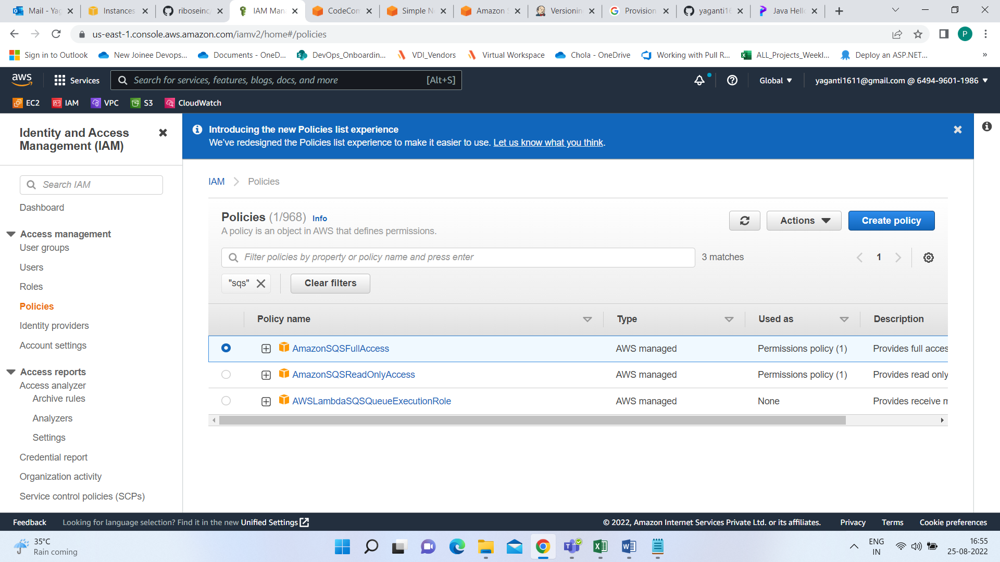 Mail - Yag
Instances
riboseinc/
IAM Man
CodeCom
Simple No
Amazon S
Versionin
Provision
yaganti16
Java Hello
us-east-1.console.aws.amazon.com/iamv2/home#/policies
P
Sign in to Outlook
New Joinee Devops...
Documents - OneD...
DevOps_Onboardin...
VDI_Vendors
Virtual Workspace
Chola - OneDrive
Working with Pull R...
ALL_Projects_Weekl...
Deploy an ASP.NET...
»
aws
Services
Search for services, features, blogs, docs, and more
[Alt+S]
Global
yaganti1611@gmail.com @ 6494-9601-1986
EC2
IAM
VPC
S3
CloudWatch
Identity and Access
Management (IAM)
Search IAM
Dashboard
Access management
User groups
Users
Roles
Policies
Identity providers
Account settings
Access reports
Access analyzer
Archive rules
Analyzers
Settings
Credential report
Organization activity
Service control policies (SCPs)
Introducing the new Policies list experience
We've redesigned the Policies list experience to make it easier to use. Let us know what you think.
IAM
Policies
Policies (1/968) Info
A policy is an object in AWS that defines permissions.
Actions
Create policy
Filter policies by property or policy name and press enter
3 matches
1
"sqs"
Clear filters
Policy name
Type
Used as
Description
AmazonSQSFullAccess
AWS managed
Permissions policy (1)
Provides full acces
AmazonSQSReadOnlyAccess
AWS managed
Permissions policy (1)
Provides read only
AWSLambdaSQSQueueExecutionRole
AWS managed
None
Provides receive m
Feedback
Looking for language selection? Find it in the new Unified Settings
© 2022, Amazon Internet Services Private Ltd. or its affiliates.
Privacy
Terms
Cookie preferences
35°C
Rain coming
ENG
IN
16:55
25-08-2022